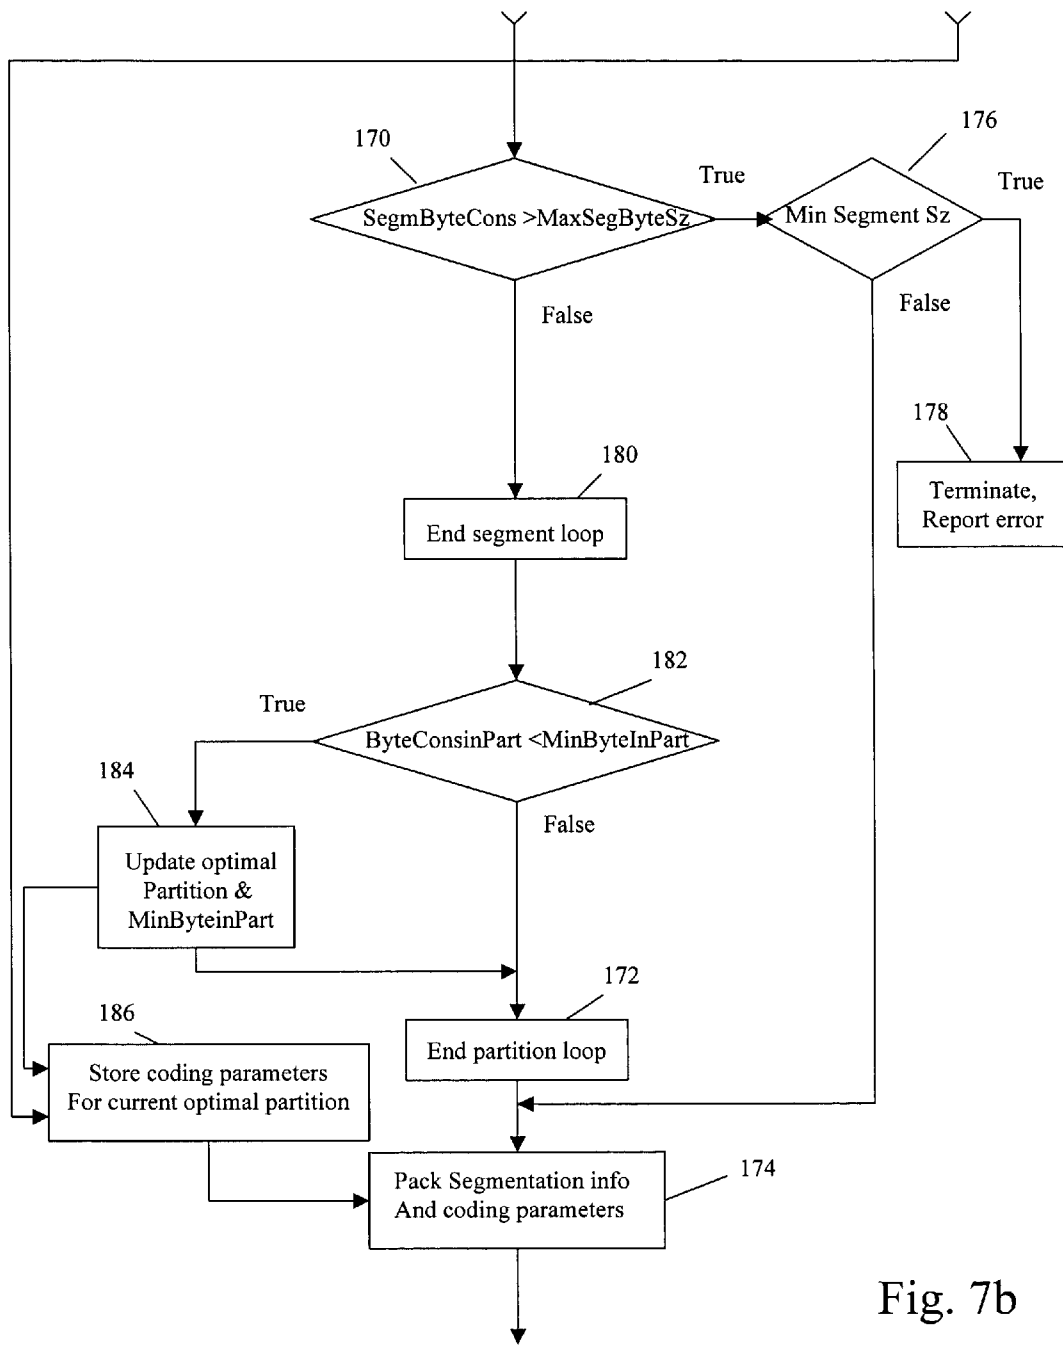 170
176
True
True
SegmByteCons >MaxSegByteSz
Min Segment Sz
False
False
178
Terminate,
Report error
180
End segment loop
182
True
ByteConsinPart <MinByteInPart
184
False
Update optimal
Partition &
MinByteinPart
172
186
End partition loop
Store coding parameters
For current optimal partition
174
Pack Segmentation info
And coding parameters
Fig. 7b